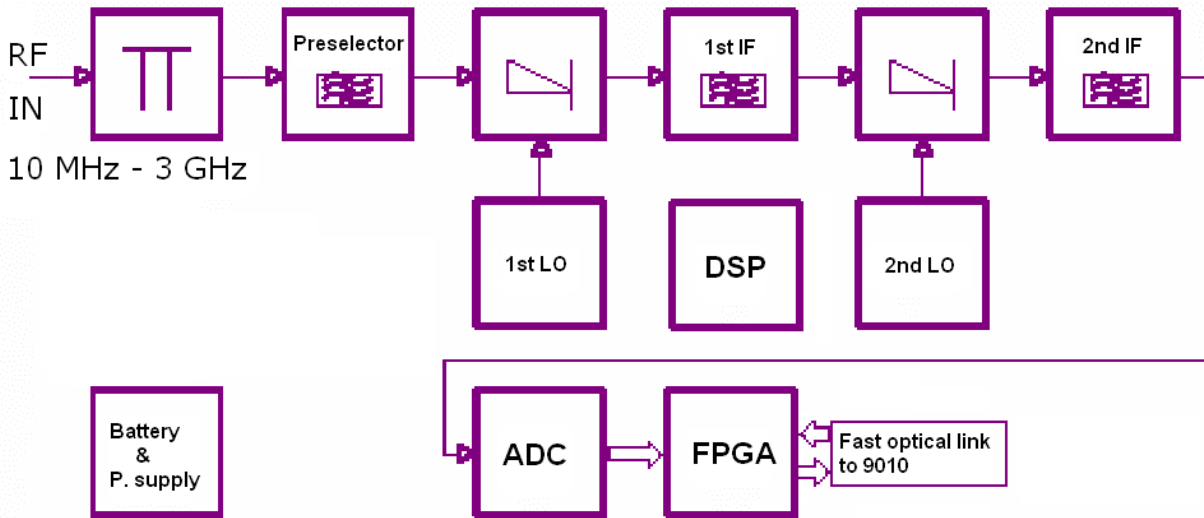 RF
IN
10 MHz - 3 GHz
Preselector
1st IF
2nd IF
1st LO
DSP
2nd LO
Battery
&
P. supply
ADC
FPGA
Fast optical link
to 9010